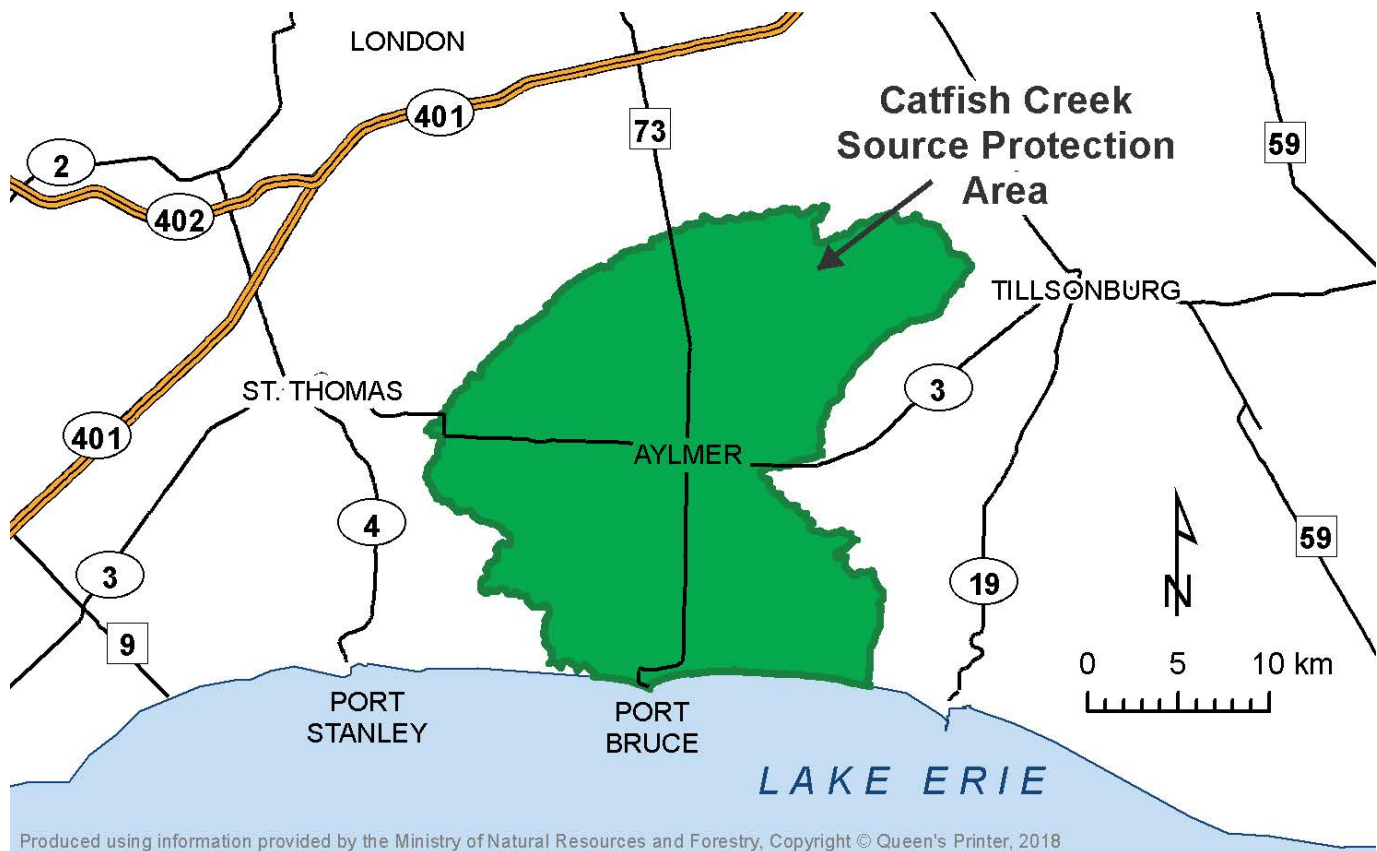 LONDON
401
Catfish Creek
Source Protection
Area
73
59
2
402
TILLSONBURG
ST. THOMAS
3
401
AYLMER
4
59
3
19
N
9
0 5 10 km
PORT
STANLEY
PORT
BRUCE
LAKE ERIE
Produced using information provided by the Ministry of Natural Resources and Forestry, Copyright © Queen's Printer, 2018